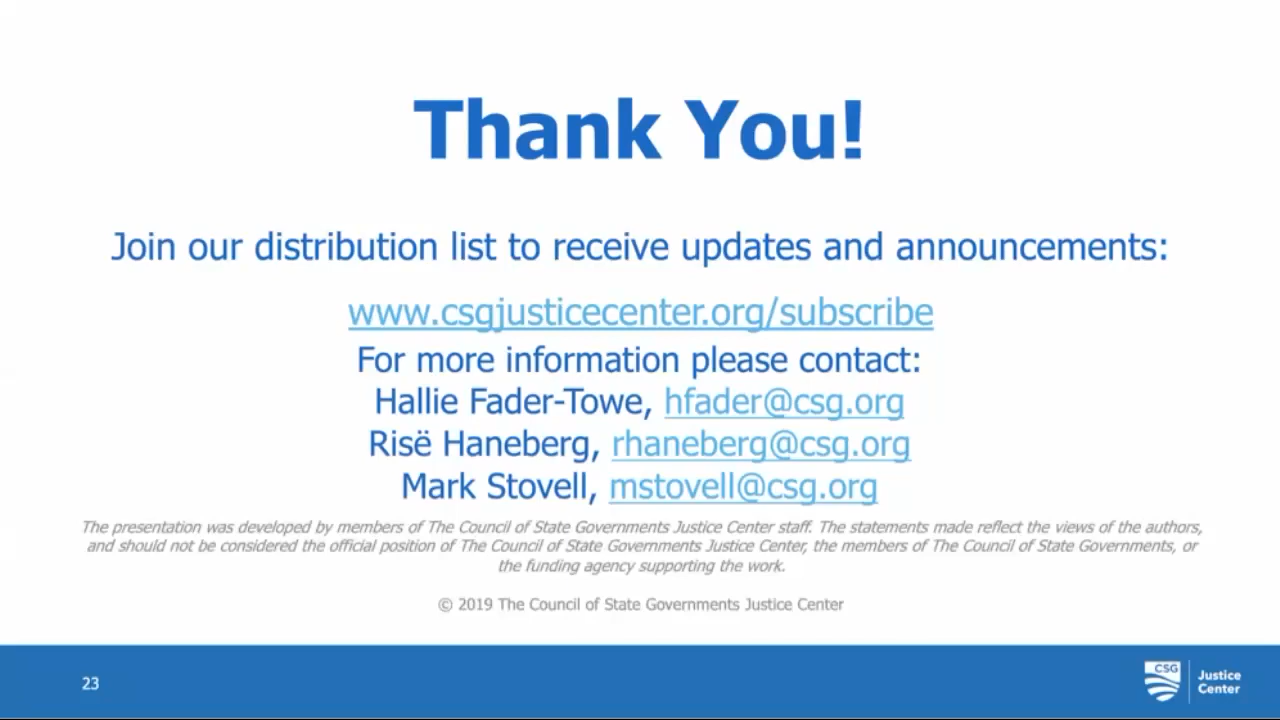 Thank You!
Join our distribution list to receive updates and announcements:
www.csgjusticecenter.org/subscribe
For more information please contact:
Hallie Fader-Towe, hfader@csg.org
Risë Haneberg, rhaneberg@csg.org
Mark Stovell, mstovell@csg.org
The presentation was developed by members of The Council of State Governments Justice Center staff. The statements made reflect the views of the authors,
and should not be considered the official position of The Council of State Governments Justice Center, the members of The Council of State Governments, or
the funding agency supporting the work.
© 2019 The Council of State Governments Justice Center
23
CSG
Justice
Center